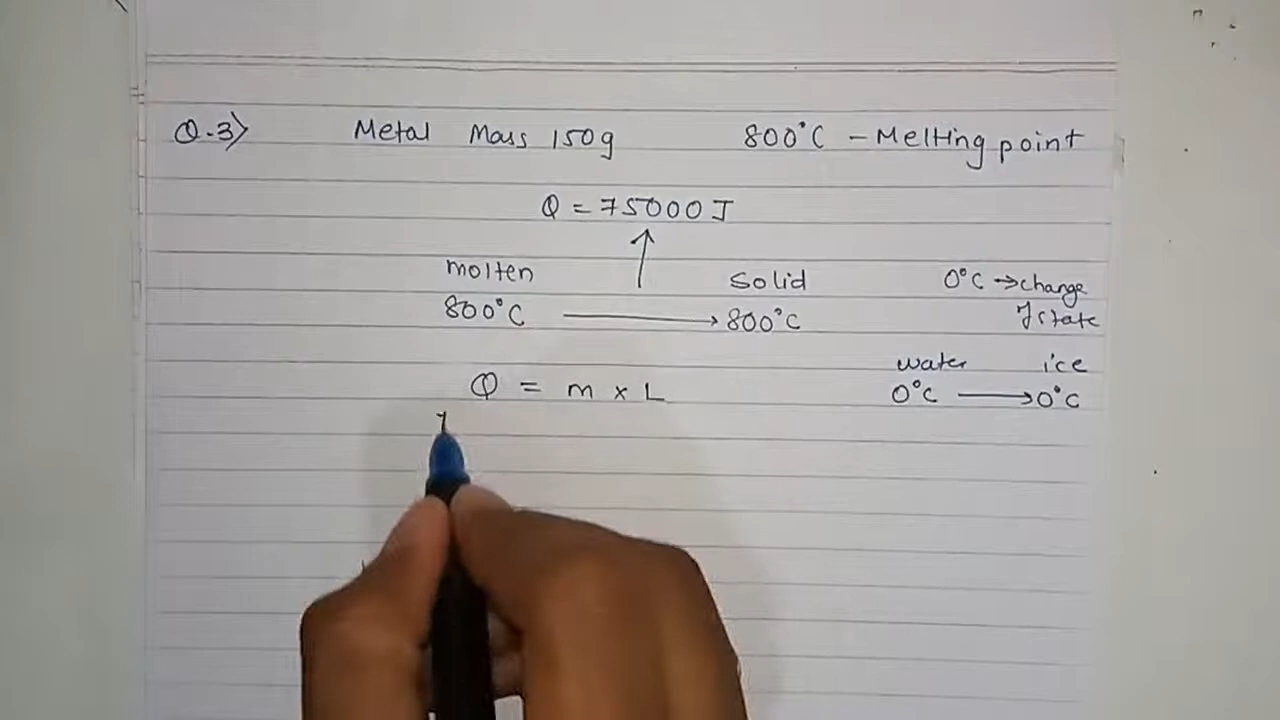 Q.3) Metal Mass 150g 800°C - Melting point
Q = 75000 J
molten solid 0°C → change
800°C → 800°C of state
water ice
Q = m x L 0°C → 0°C
7